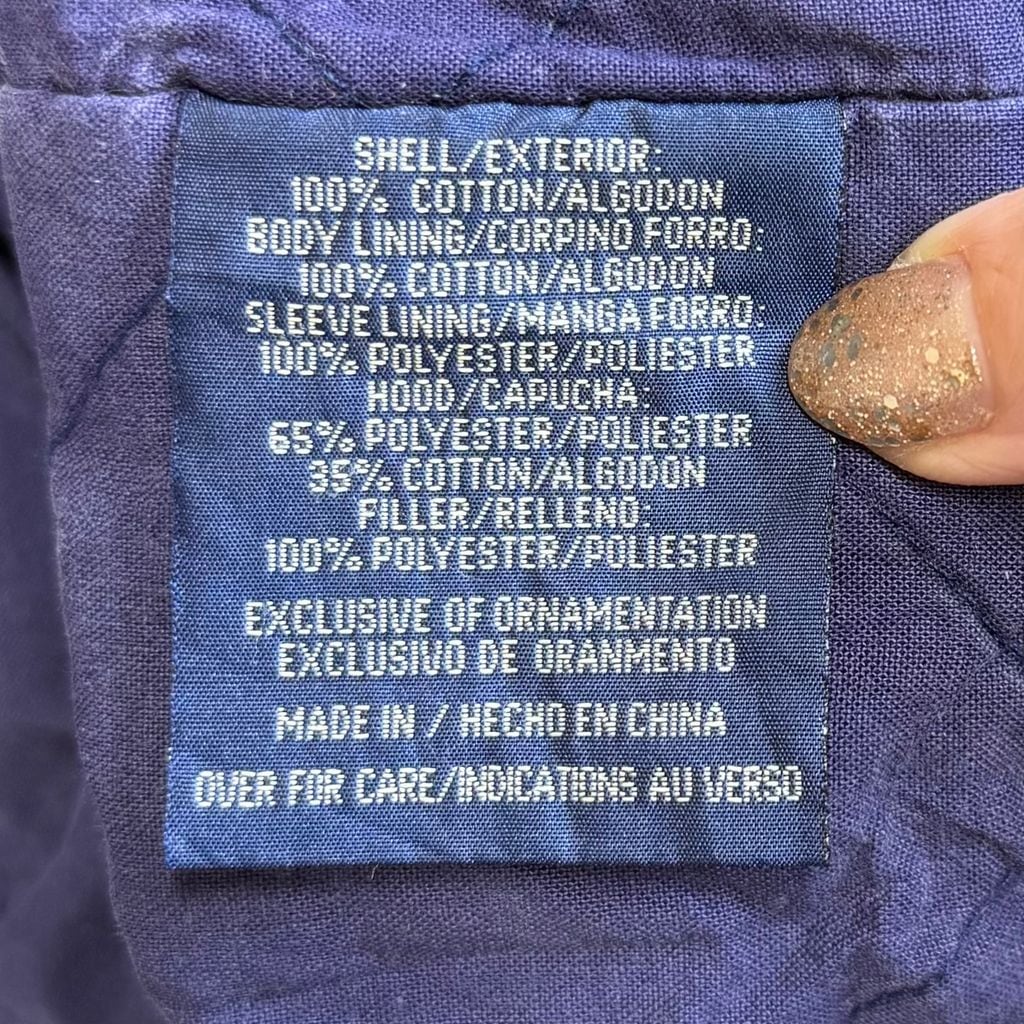 SHELL/EXTERIOR:
100% COTTON/ALGODON
BODY LINING/CORPINO FORRO:
100% COTTON/ALGODON
SLEEVE LINING/MANGA FORRO:
100% POLYESTER/POLIESTER
HOOD/CAPUCHA:
65% POLYESTER/POLIESTER
35% COTTON/ALGODON
FILLER/RELLENO:
100% POLYESTER/POLIESTER
EXCLUSIVE OF ORNAMENTATION
EXCLUSIVO DE ORANMENTO
MADE IN / HECHO EN CHINA
OVER FOR CARE/INDICATIONS AU VERSO